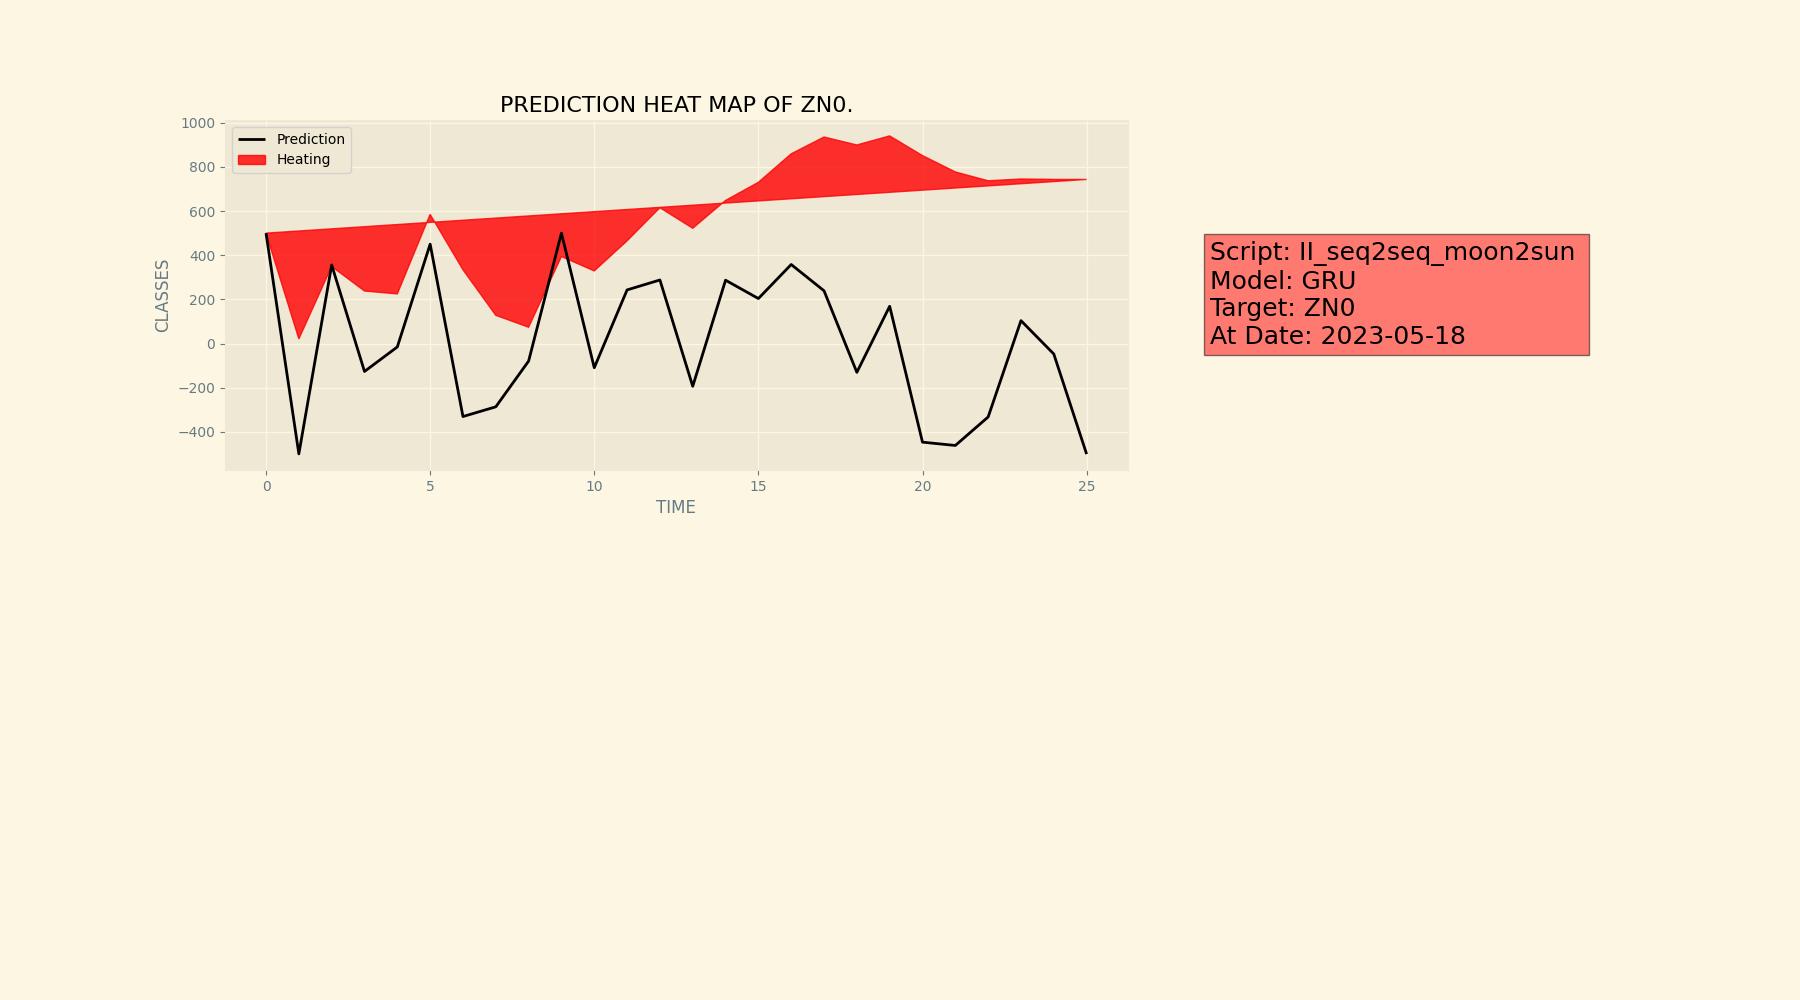 PREDICTION HEAT MAP OF ZN0.
1000
800
600
400
200
0
−200
−400
CLASSES
Prediction
Heating
0 5 10 15 20 25
TIME
Script: II_seq2seq_moon2sun
Model: GRU
Target: ZN0
At Date: 2023-05-18